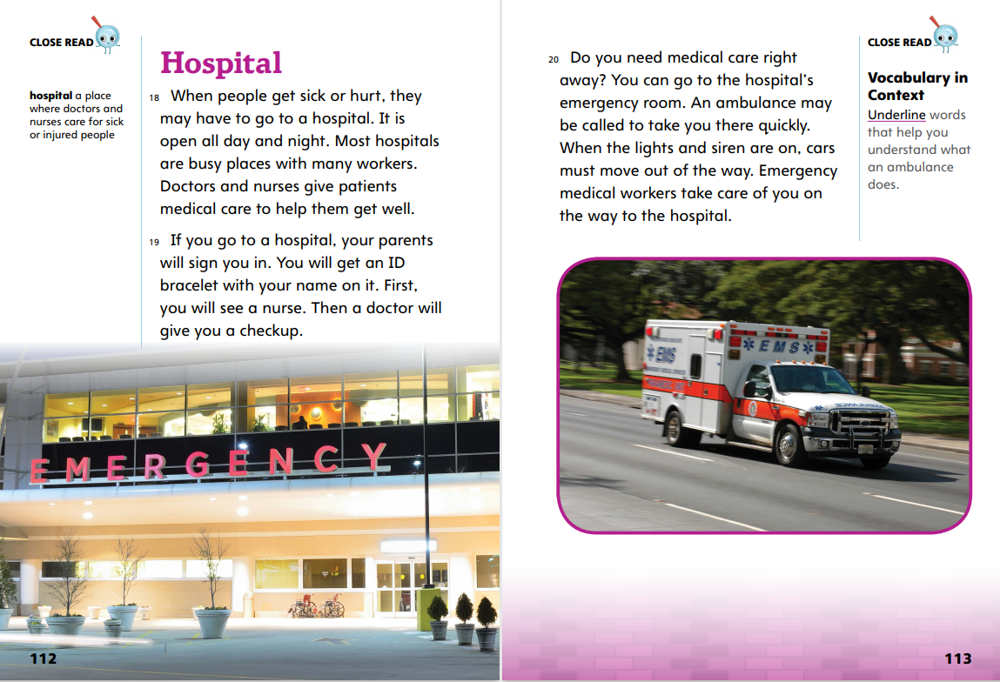 CLOSE READ
hospital a place
where doctors and
nurses care for sick
or injured people
Hospital
18 When people get sick or hurt, they
may have to go to a hospital. It is
open all day and night. Most hospitals
are busy places with many workers.
Doctors and nurses give patients
medical care to help them get well.
19 If you go to a hospital, your parents
will sign you in. You will get an ID
bracelet with your name on it. First,
you will see a nurse. Then a doctor will
give you a checkup.
EMERGENCY
112
20 Do you need medical care right
away? You can go to the hospital’s
emergency room. An ambulance may
be called to take you there quickly.
When the lights and siren are on, cars
must move out of the way. Emergency
medical workers take care of you on
the way to the hospital.
CLOSE READ
Vocabulary in
Context
Underline words
that help you
understand what
an ambulance
does.
EMS
EMS
113